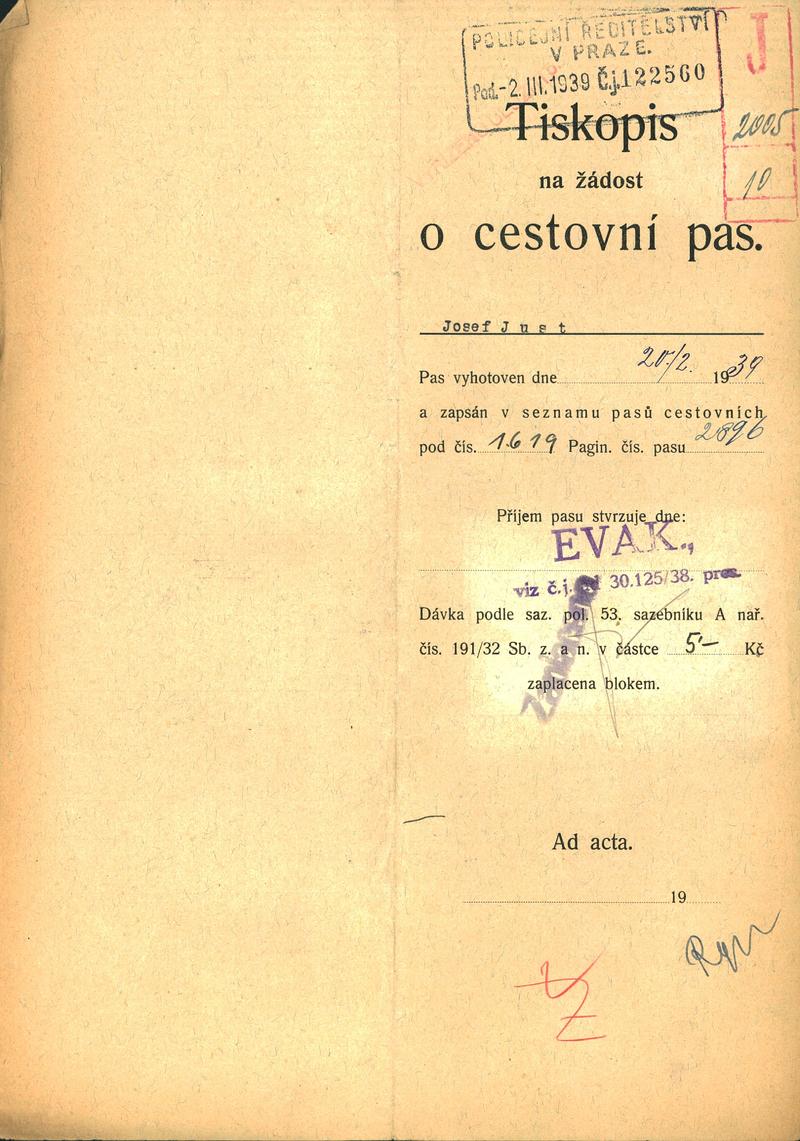 POLICEJNÍ ŘEDITELSTVÍ
V PRAZE.
Pod.-2. III. 1939 Č.j. 122560
J
2005
10
Tiskopis
na žádost
o cestovní pas.
Josef Just
Pas vyhotoven dne 20/2. 1939
a zapsán v seznamu pasů cestovních
pod čís. 1619 Pagin. čís. pasu 2896
Příjem pasu stvrzuje dne:
EVAK.,
viz č.j. 30.125/38. pres.
Dávka podle saz. pol. 53. sazebníku A nař.
čís. 191/32 Sb. z. a n. v částce 5⁠— Kč
zaplacena blokem.
Ad acta.
19